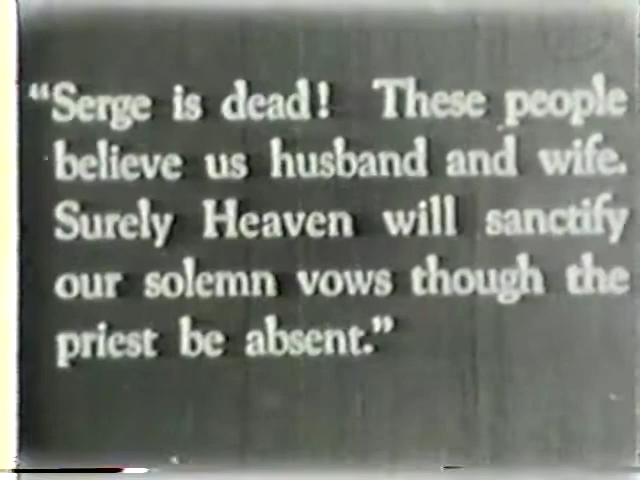 “Serge is dead! These people
believe us husband and wife.
Surely Heaven will sanctify
our solemn vows though the
priest be absent.”